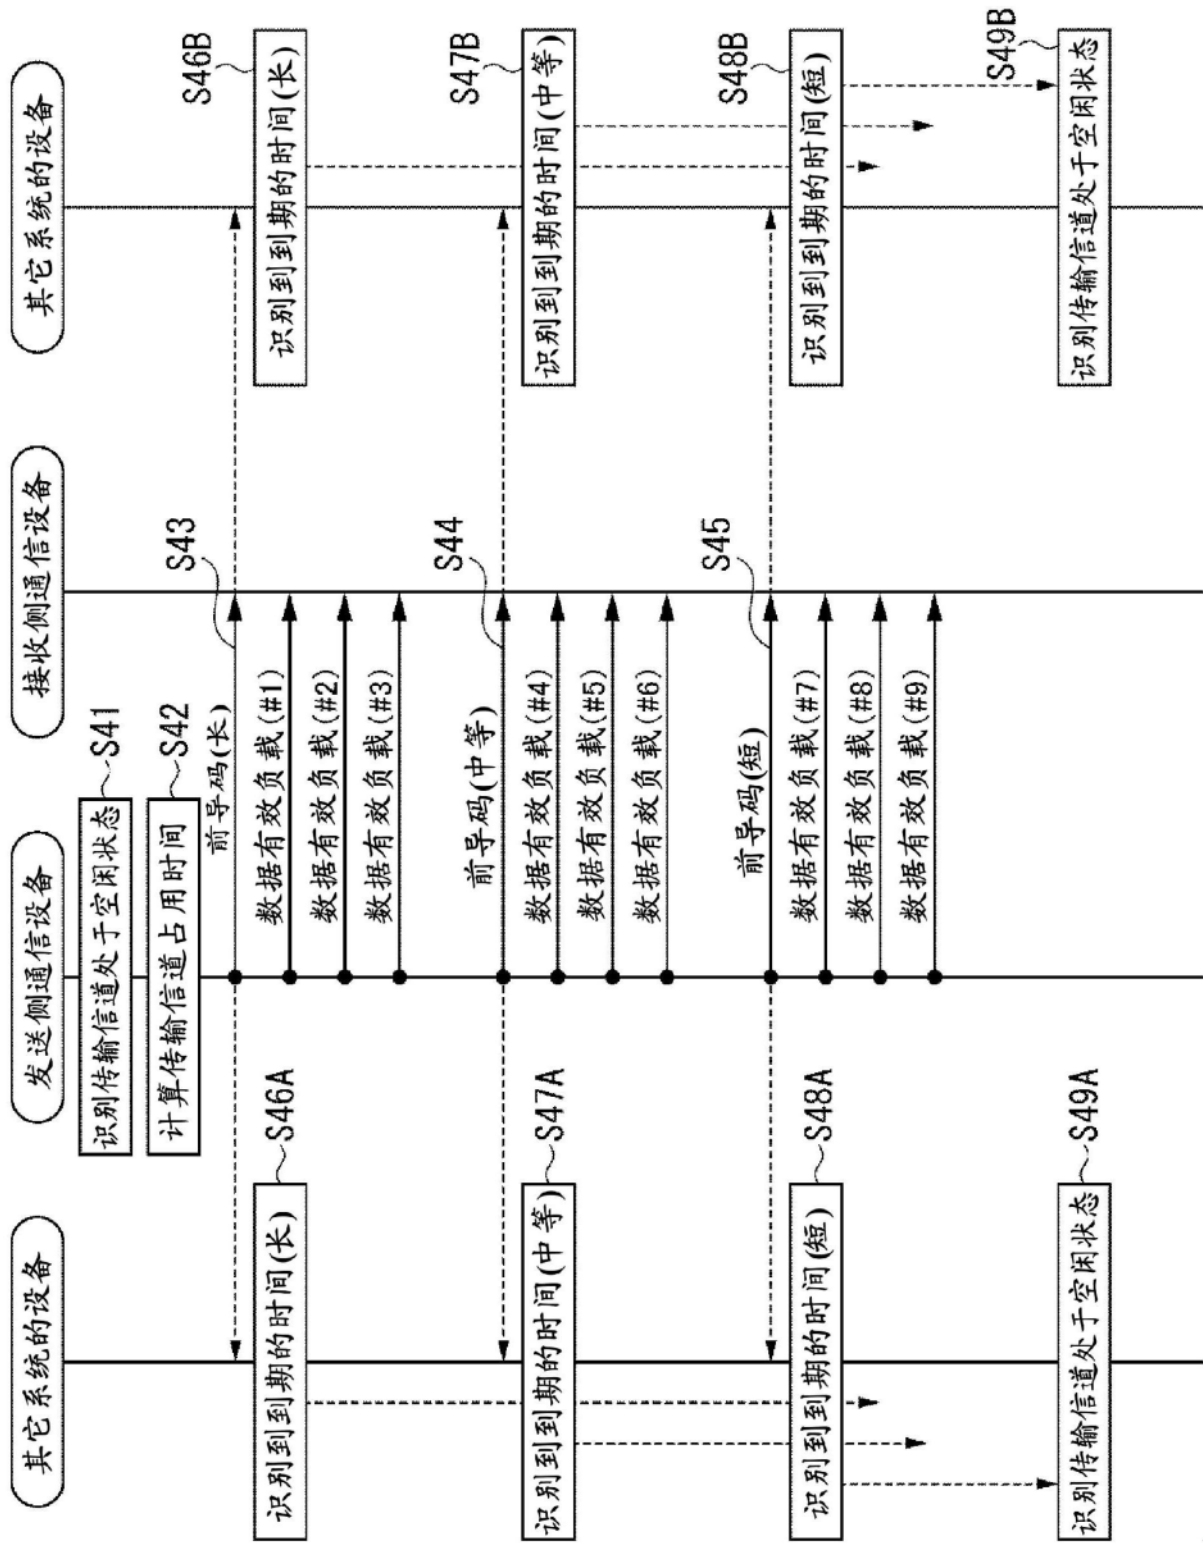 其它系统的设备
发送侧通信设备
接收侧通信设备
其它系统的设备
识别传输信道处于空闲状态
S41
计算传输信道占用时间
S42
前导码(长)
S43
数据有效负载(#1)
数据有效负载(#2)
数据有效负载(#3)
识别到到期的时间(长)
S46A
识别到到期的时间(长)
S46B
前导码(中等)
S44
数据有效负载(#4)
数据有效负载(#5)
数据有效负载(#6)
识别到到期的时间(中等)
S47A
识别到到期的时间(中等)
S47B
前导码(短)
S45
数据有效负载(#7)
数据有效负载(#8)
数据有效负载(#9)
识别到到期的时间(短)
S48A
识别到到期的时间(短)
S48B
识别传输信道处于空闲状态
S49A
识别传输信道处于空闲状态
S49B